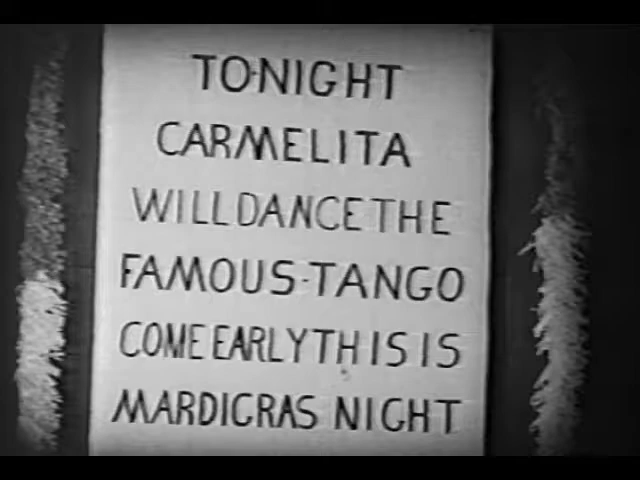 TO-NIGHT
CARMELITA
WILL DANCE THE
FAMOUS-TANGO
COME EARLY THIS IS
MARDIGRAS NIGHT